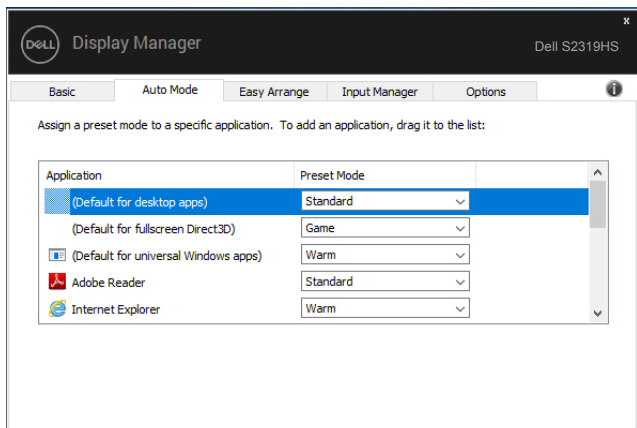 x
DELL Display Manager
Dell S2319HS
Basic Auto Mode Easy Arrange Input Manager Options i
Assign a preset mode to a specific application. To add an application, drag it to the list:
Application Preset Mode
(Default for desktop apps) Standard
(Default for fullscreen Direct3D) Game
(Default for universal Windows apps) Warm
Adobe Reader Standard
Internet Explorer Warm